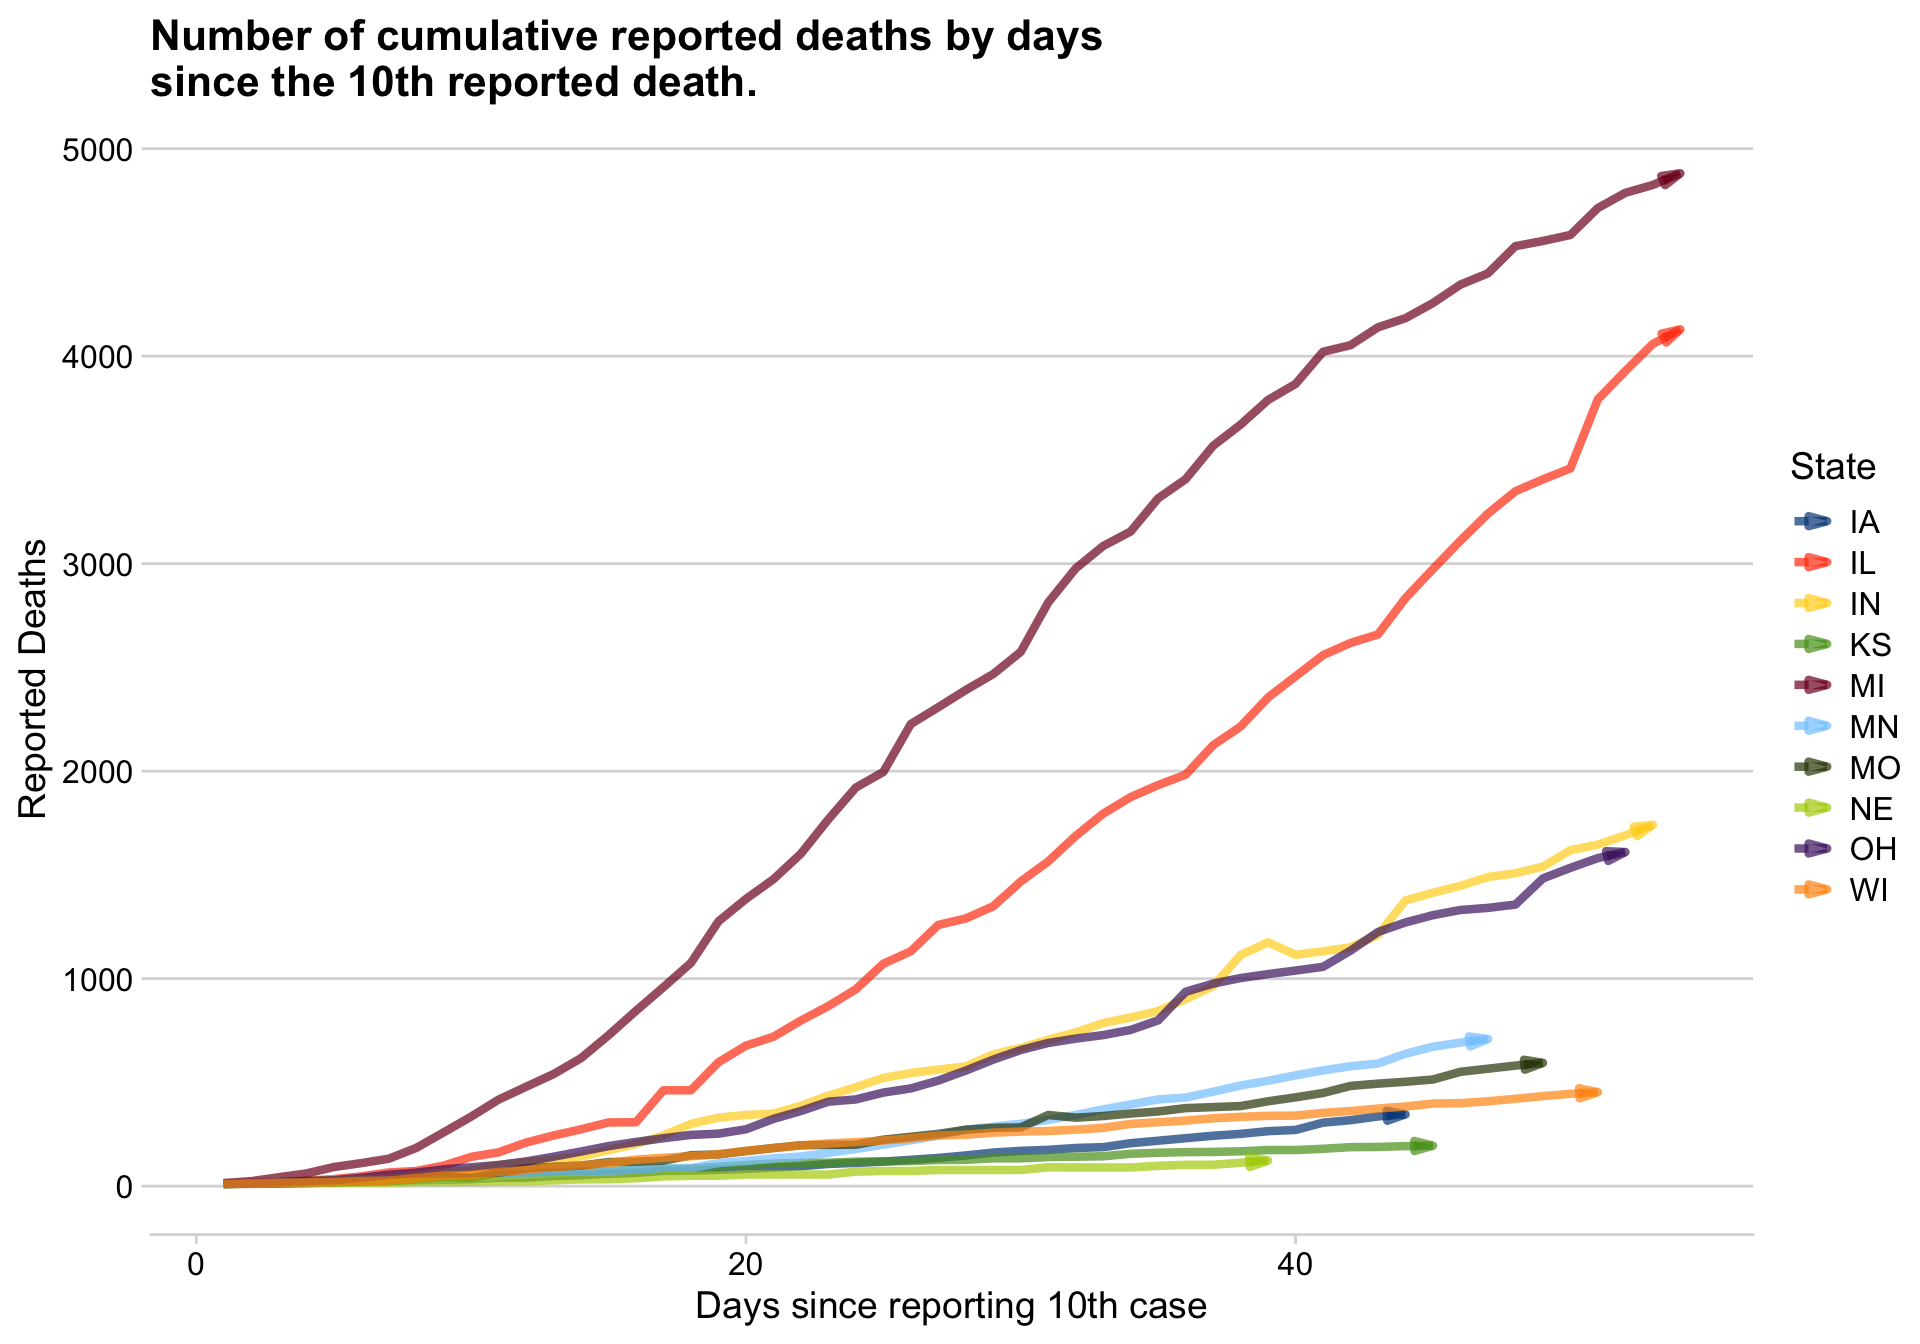 Number of cumulative reported deaths by days
since the 10th reported death.
5000
4000
3000
2000
1000
0
Reported Deaths
0
20
40
Days since reporting 10th case
State
IA
IL
IN
KS
MI
MN
MO
NE
OH
WI